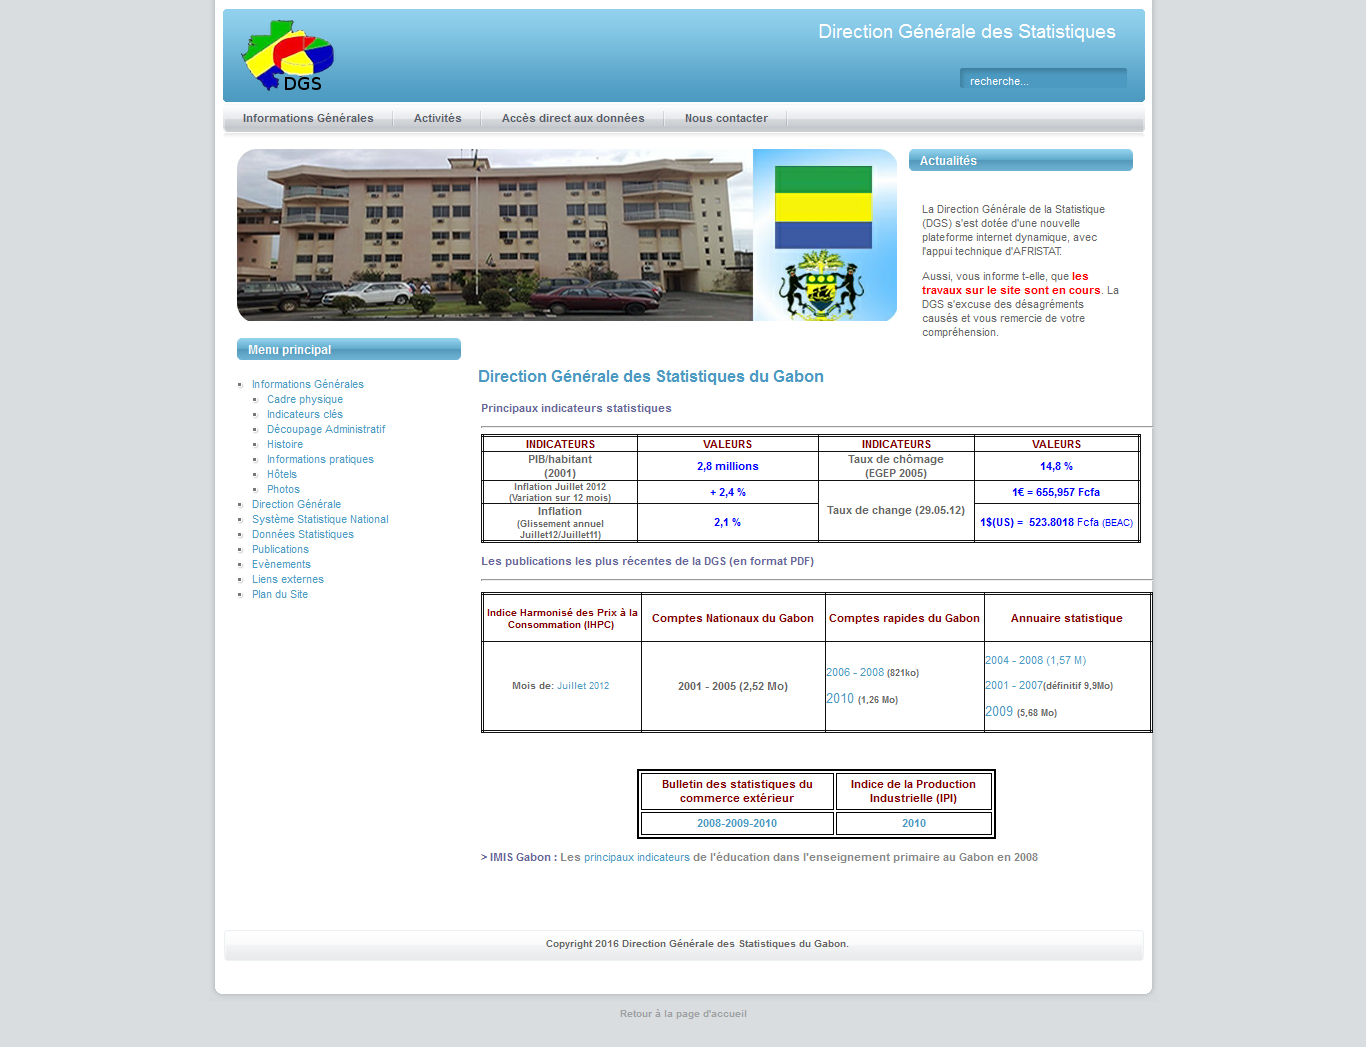 DGS
Direction Générale des Statistiques
recherche...
Informations Générales
Activités
Accès direct aux données
Nous contacter
Actualités
La Direction Générale de la Statistique
(DGS) s'est dotée d'une nouvelle
plateforme internet dynamique, avec
l'appui technique d'AFRISTAT.
Aussi, vous informe t-elle, que les
travaux sur le site sont en cours. La
DGS s'excuse des désagréments
causés et vous remercie de votre
compréhension.
Menu principal
Informations Générales
Cadre physique
Indicateurs clés
Découpage Administratif
Histoire
Informations pratiques
Hôtels
Photos
Direction Générale
Système Statistique National
Données Statistiques
Publications
Evènements
Liens externes
Plan du Site
Direction Générale des Statistiques du Gabon
Principaux indicateurs statistiques
INDICATEURS VALEURS INDICATEURS VALEURS
PIB/habitant
(2001)
2,8 millions
Taux de chômage
(EGEP 2005)
14,8 %
Inflation Juillet 2012
(Variation sur 12 mois)
+ 2,4 %
Taux de change (29.05.12)
1€ = 655,957 Fcfa
Inflation
(Glissement annuel
Juillet12/Juillet11)
2,1 %
1$(US) = 523.8018 Fcfa (BEAC)
Les publications les plus récentes de la DGS (en format PDF)
Indice Harmonisé des Prix à la
Consommation (IHPC)
Comptes Nationaux du Gabon
Comptes rapides du Gabon
Annuaire statistique
Mois de: Juillet 2012
2001 - 2005 (2,52 Mo)
2006 - 2008 (821ko)
2010 (1,26 Mo)
2004 - 2008 (1,57 M)
2001 - 2007(définitif 9,9Mo)
2009 (5,68 Mo)
Bulletin des statistiques du
commerce extérieur
Indice de la Production
Industrielle (IPI)
2008-2009-2010
2010
> IMIS Gabon : Les principaux indicateurs de l'éducation dans l'enseignement primaire au Gabon en 2008
Copyright 2016 Direction Générale des Statistiques du Gabon.
Retour à la page d'accueil